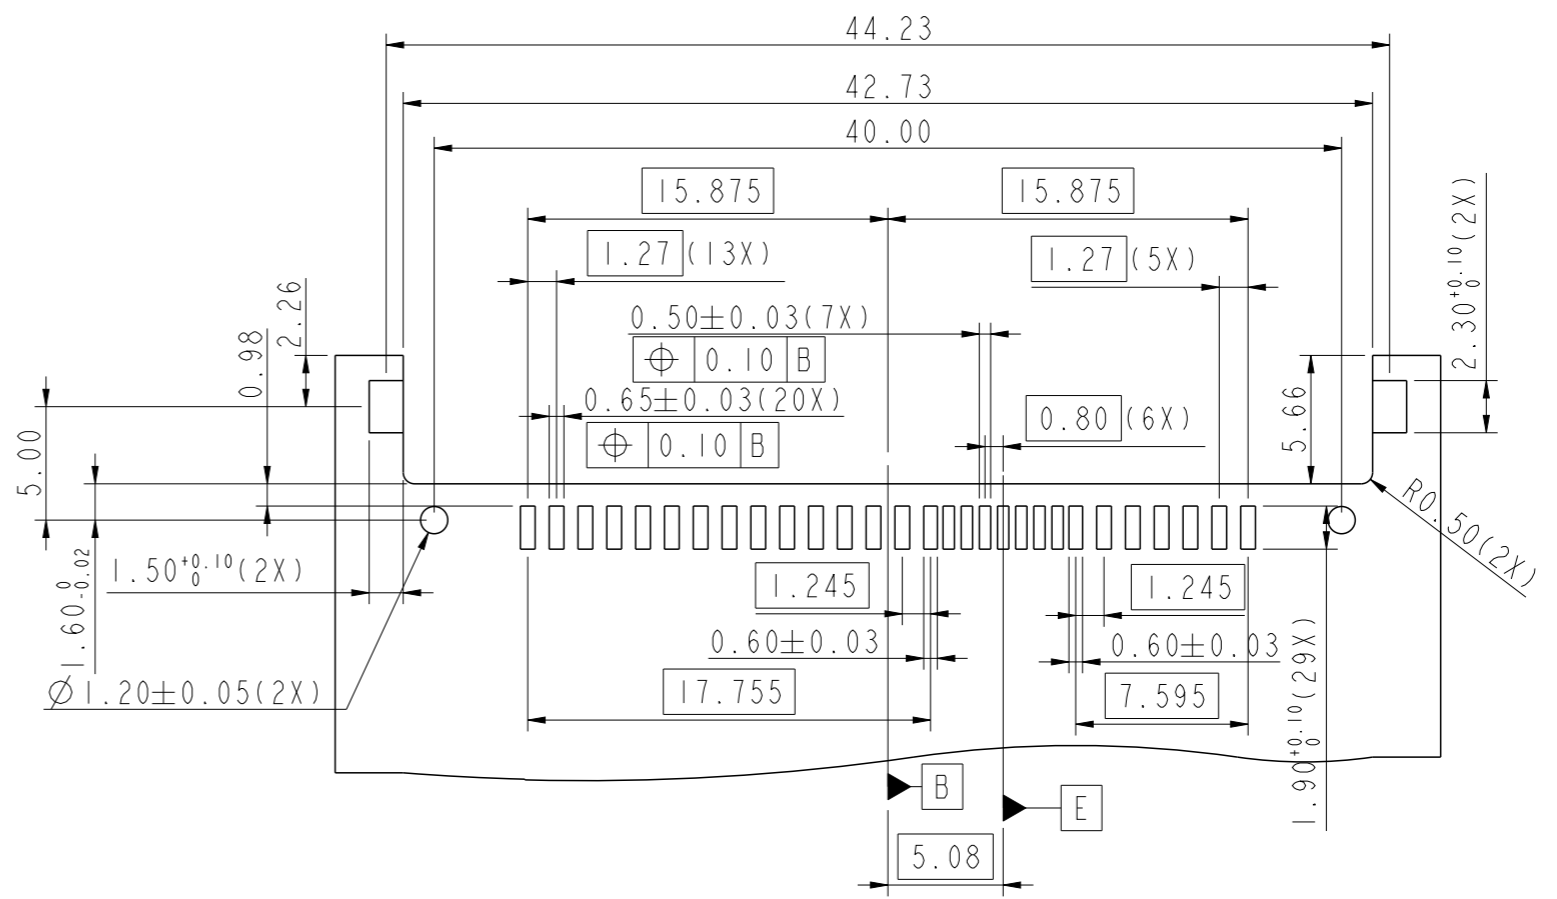 44.23
42.73
40.00
15.875
15.875
1.27 (13X)
1.27 (5X)
2.30 +0.10 0 (2X)
2.26
0.50±0.03(7X)
⌖ 0.10 B
0.98
0.65±0.03(20X)
⌖ 0.10 B
0.80 (6X)
5.66
5.00
R0.50(2X)
1.50 +0.10 0 (2X)
1.60 0 -0.02
1.245
1.245
0.60±0.03
0.60±0.03
1.90 +0.10 0 (29X)
∅1.20±0.05(2X)
17.755
7.595
B
E
5.08